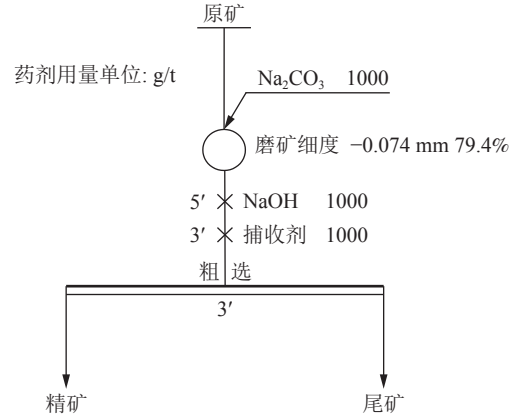 原矿
药剂用量单位: g/t
Na₂CO₃ 1000
磨矿细度 −0.074 mm 79.4%
5′ NaOH 1000
3′ 捕收剂 1000
粗 选
3′
精矿 尾矿